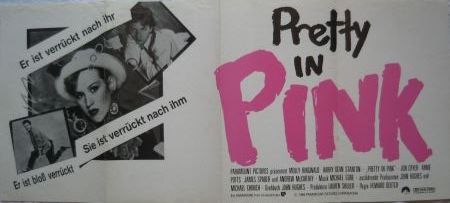 Er ist verrückt nach ihr
Sie ist verrückt nach ihm
Er ist bloß verrückt!
Pretty
IN
PINK
PARAMOUNT PICTURES präsentiert MOLLY RINGWALD HARRY DEAN STANTON „PRETTY IN PINK“ JON CRYER ANNIE
POTTS JAMES SPADER und ANDREW McCARTHY Musik MICHAEL GORE ausführende Produzenten JOHN HUGHES und
MICHAEL CHINICH Drehbuch JOHN HUGHES Produktion LAUREN SHULER Regie HOWARD DEUTCH